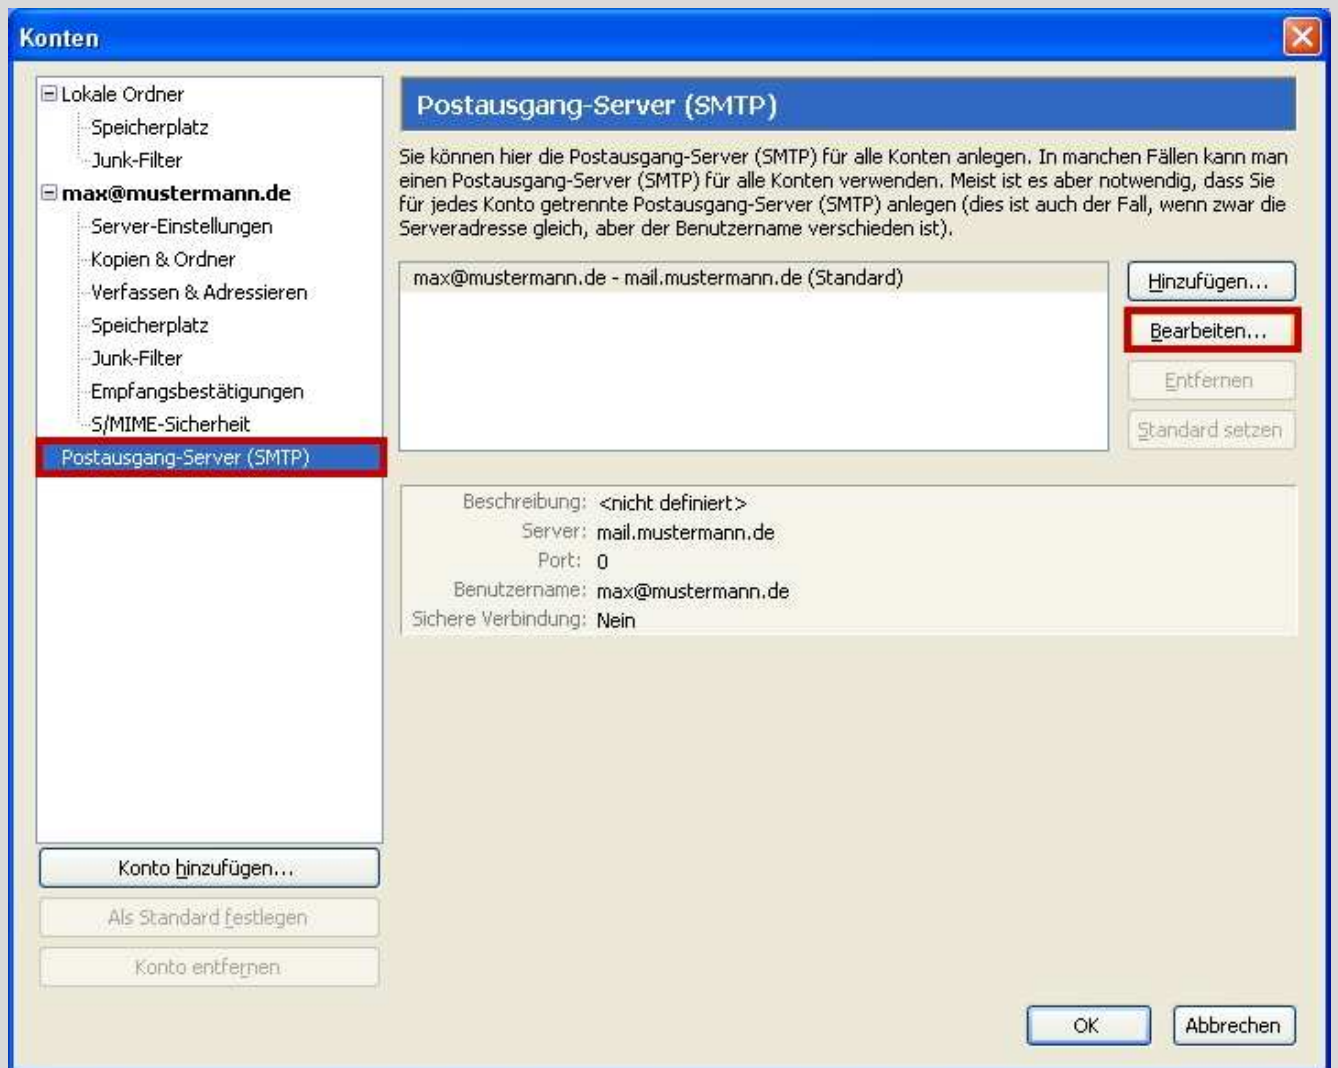 Konten
Lokale Ordner
Speicherplatz
Junk-Filter
max@mustermann.de
Server-Einstellungen
Kopien & Ordner
Verfassen & Adressieren
Speicherplatz
Junk-Filter
Empfangsbestätigungen
S/MIME-Sicherheit
Postausgang-Server (SMTP)
Konto hinzufügen...
Als Standard festlegen
Konto entfernen
Postausgang-Server (SMTP)
Sie können hier die Postausgang-Server (SMTP) für alle Konten anlegen. In manchen Fällen kann man
einen Postausgang-Server (SMTP) für alle Konten verwenden. Meist ist es aber notwendig, dass Sie
für jedes Konto getrennte Postausgang-Server (SMTP) anlegen (dies ist auch der Fall, wenn zwar die
Serveradresse gleich, aber der Benutzername verschieden ist).
max@mustermann.de - mail.mustermann.de (Standard)
Hinzufügen...
Bearbeiten...
Entfernen
Standard setzen
Beschreibung: <nicht definiert>
Server: mail.mustermann.de
Port: 0
Benutzername: max@mustermann.de
Sichere Verbindung: Nein
OK
Abbrechen